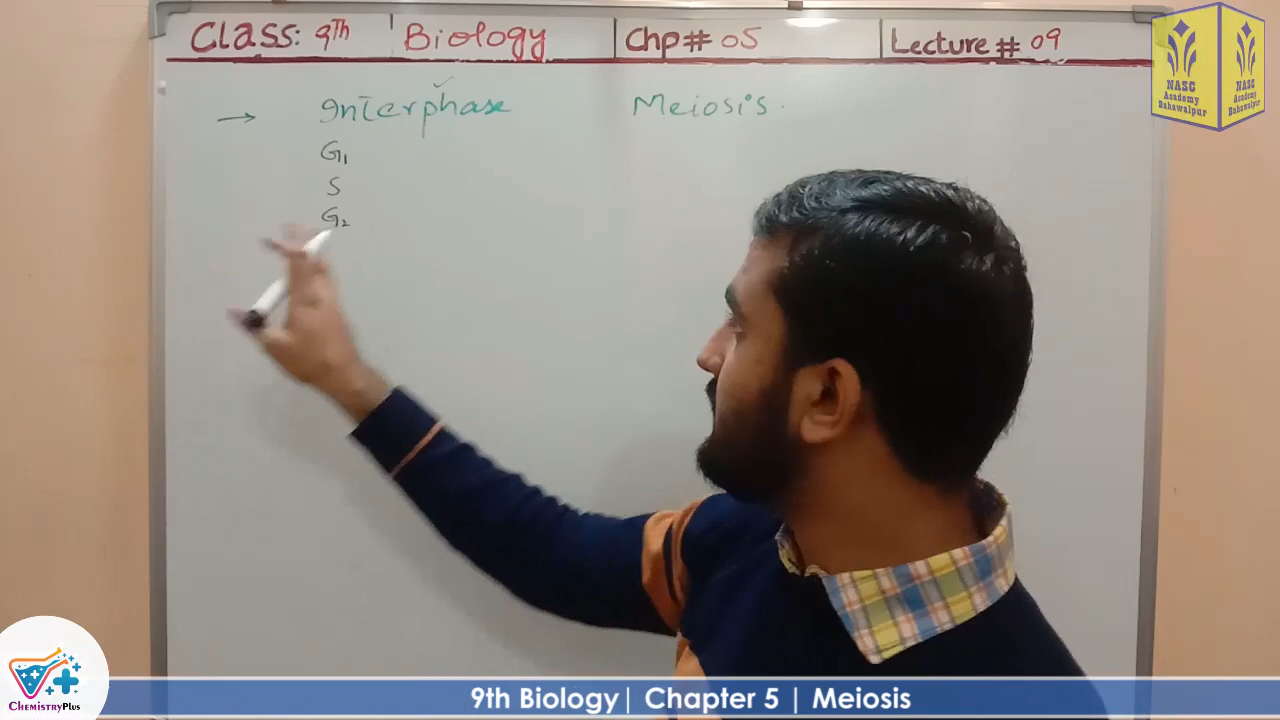 Class: 9Th Biology Chp# 05 Lecture # 09
→ Interphase Meiosis.
G1
S
G2
NASC Academy Bahawalpur
NASC Academy Bahawalpur
CHEMISTRYPLUS
9th Biology| Chapter 5 | Meiosis